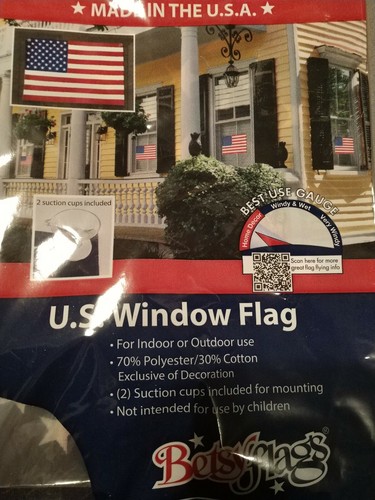 MADE IN THE U.S.A.
2 suction cups included
BEST USE GAUGE
Home Decor
Windy & Wet
Very Windy
Scan here for more
great flag flying info
U.S. Window Flag
• For Indoor or Outdoor use
• 70% Polyester/30% Cotton
Exclusive of Decoration
• (2) Suction cups included for mounting
• Not intended for use by children
Betsyflags®